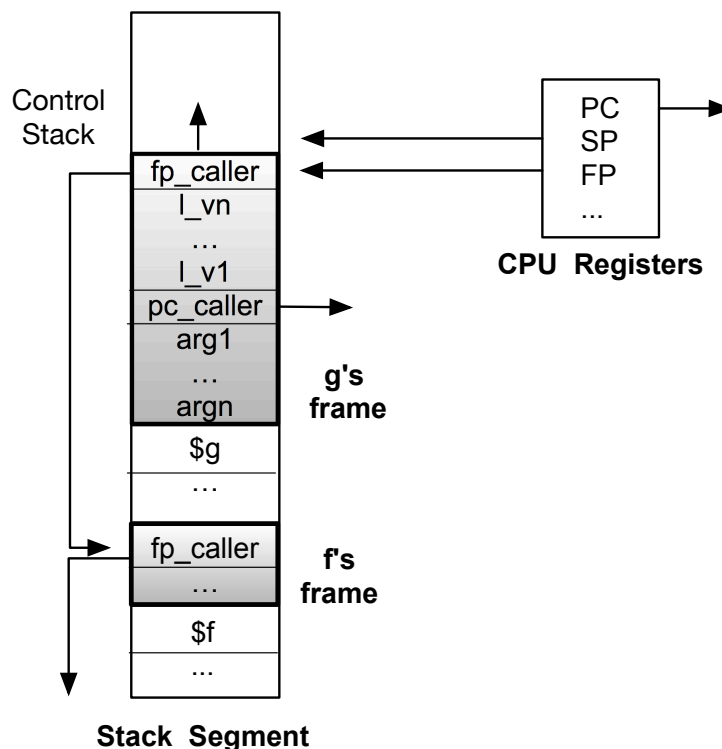 Control
Stack
fp_caller
l_vn
...
l_v1
pc_caller
arg1
...
argn
$g
...
fp_caller
...
$f
...
g's
frame
f's
frame
PC
SP
FP
...
CPU Registers
Stack Segment